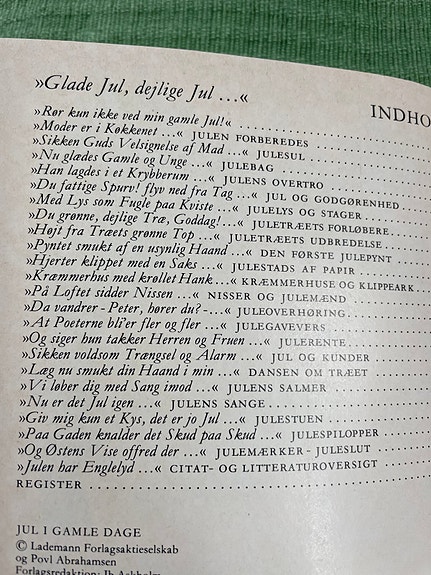 »Glade Jul, dejlige Jul ...«
INDHO
»Rør kun ikke ved min gamle Jul!«
»Moder er i Køkkenet ...« JULEN FORBEREDES
»Sikken Guds Velsignelse af Mad ...« JULESUL
»Nu glædes Gamle og Unge ...« JULEBAG
»Han lagdes i et Krybberum ...« JULENS OVERTRO
»Du fattige Spurv! flyv ned fra Tag ...« JUL OG GODGØRENHED
»Med Lys som Fugle paa Kviste ...« JULELYS OG STAGER
»Du grønne, dejlige Træ, Goddag!...« JULETRÆETS FORLØBERE
»Højt fra Træets grønne Top ...« JULETRÆETS UDBREDELSE
»Pyntet smukt af en usynlig Haand ...« DEN FØRSTE JULEPYNT
»Hjerter klippet med en Saks ...« JULESTADS AF PAPIR
»Kræmmerhus med krøllet Hank ...« KRÆMMERHUSE OG KLIPPEARK
»På Loftet sidder Nissen ...« NISSER OG JULEMÆND
»Da vandrer - Peter, hører du? - ...« JULEOVERHØRING
»At Poeterne bli'er fler og fler ...« JULEGAVEVERS
»Og siger hun takker Herren og Fruen ...« JULERENTE
»Sikken voldsom Trængsel og Alarm ...« JUL OG KUNDER
»Læg nu smukt din Haand i min ...« DANSEN OM TRÆET
»Vi løber dig med Sang imod ...« JULENS SALMER
»Nu er det Jul igen ...« JULENS SANGE
»Giv mig kun et Kys, det er jo Jul ...« JULESTUEN
»Paa Gaden knalder det Skud paa Skud ...« JULESPILOPPER
»Og Østens Vise offred der ...« JULEMÆRKER - JULESLUT
»Julen har Englelyd ...« CITAT- OG LITTERATUROVERSIGT
REGISTER
JUL I GAMLE DAGE
© Lademann Forlagsaktieselskab
og Povl Abrahamsen
Forlagsredaktion: Ib Askholm